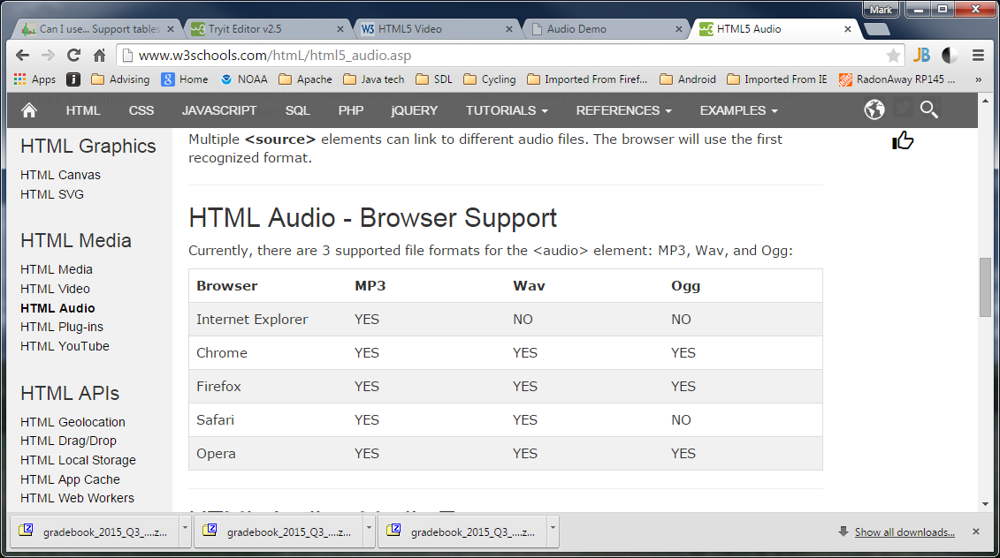 Mark
Can I use... Support tables
Tryit Editor v2.5
W3 HTML5 Video
Audio Demo
HTML5 Audio
www.w3schools.com/html/html5_audio.asp
JB
Apps
i
Advising
8 Home
NOAA
Apache
Java tech
SDL
Cycling
Imported From Firef...
Android
Imported From IE
RadonAway RP145 ...
»
HTML CSS JAVASCRIPT SQL PHP jQUERY TUTORIALS REFERENCES EXAMPLES
HTML Graphics
HTML Canvas
HTML SVG
HTML Media
HTML Media
HTML Video
HTML Audio
HTML Plug-ins
HTML YouTube
HTML APIs
HTML Geolocation
HTML Drag/Drop
HTML Local Storage
HTML App Cache
HTML Web Workers
Multiple <source> elements can link to different audio files. The browser will use the first
recognized format.
HTML Audio - Browser Support
Currently, there are 3 supported file formats for the <audio> element: MP3, Wav, and Ogg:
Browser MP3 Wav Ogg
Internet Explorer YES NO NO
Chrome YES YES YES
Firefox YES YES YES
Safari YES YES NO
Opera YES YES YES
gradebook_2015_Q3_....z...
gradebook_2015_Q3_....z...
gradebook_2015_Q3_....z...
Show all downloads...